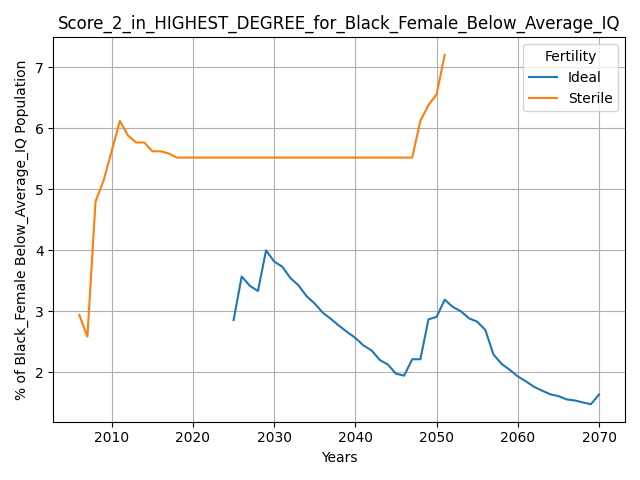 Score_2_in_HIGHEST_DEGREE_for_Black_Female_Below_Average_IQ
Fertility
Ideal
Sterile
% of Black_Female Below_Average_IQ Population
7
6
5
4
3
2
2010
2020
2030
2040
2050
2060
2070
Years